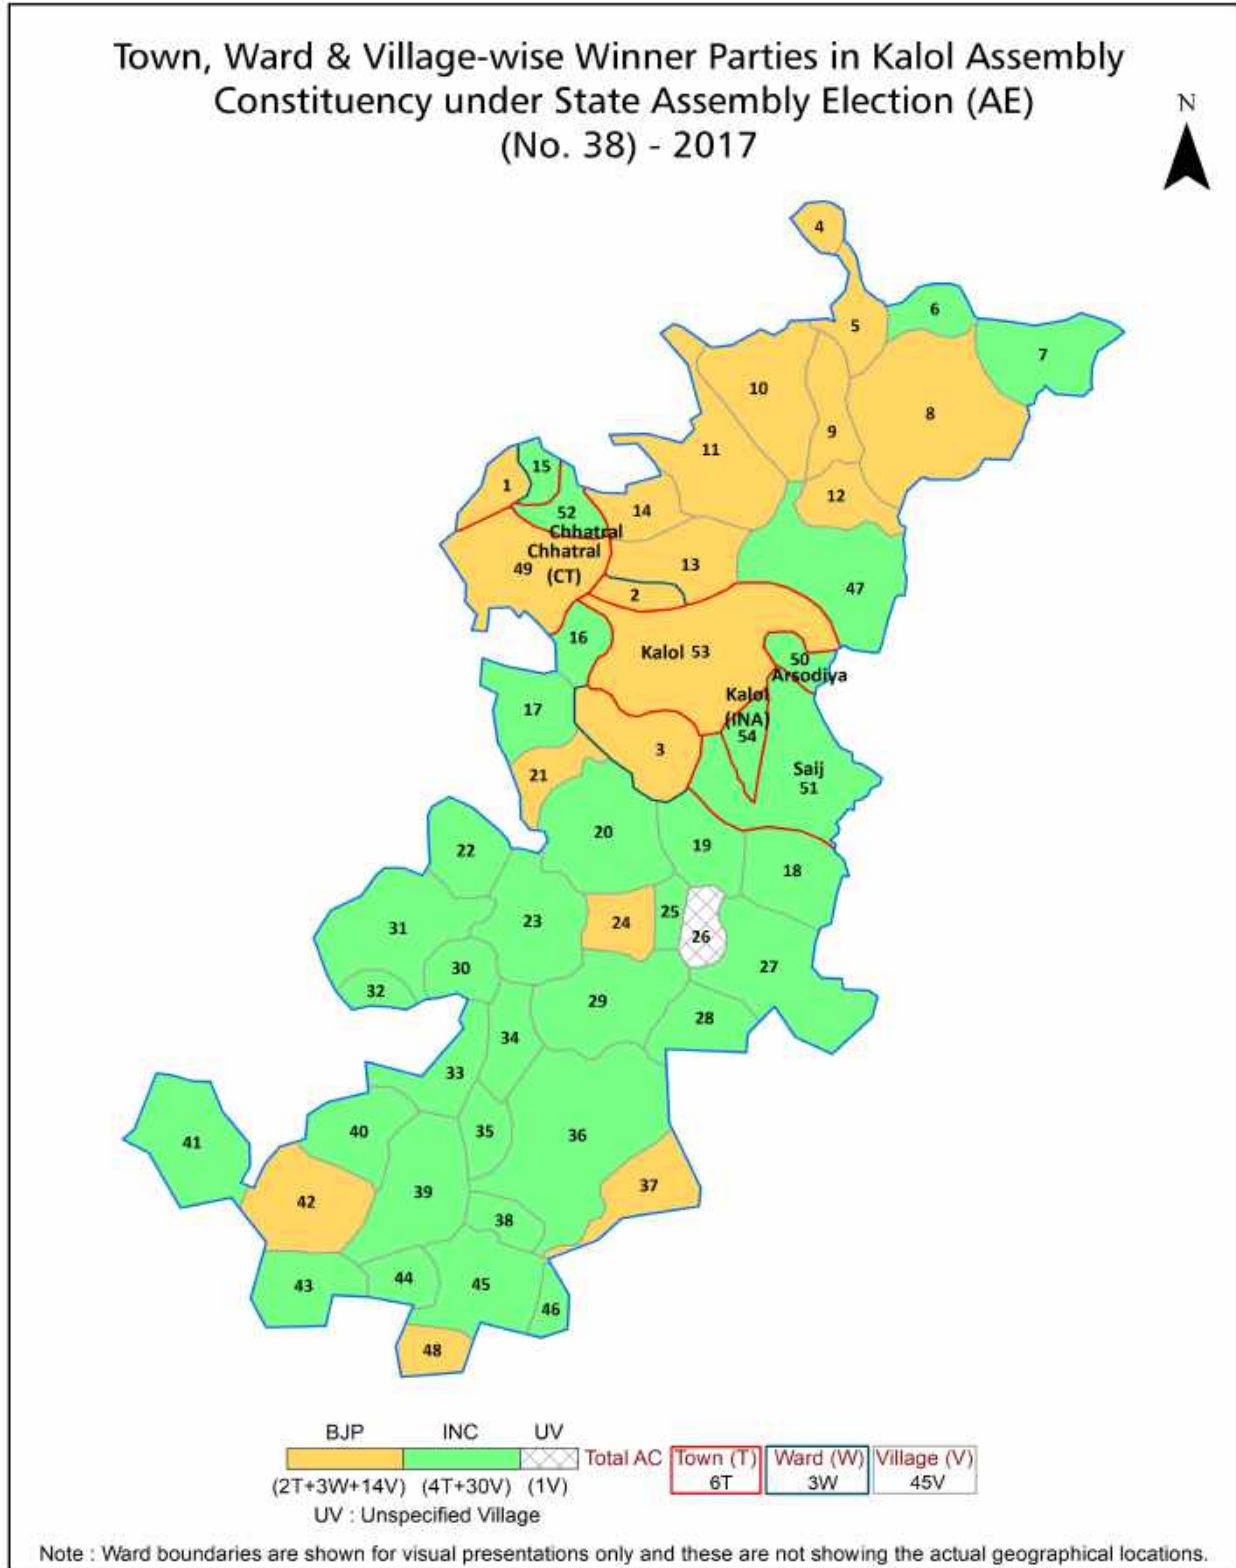 Town, Ward & Village-wise Winner Parties in Kalol Assembly
Constituency under State Assembly Election (AE)
(No. 38) - 2017
N
4
5
6
7
10
8
9
11
15
1
12
52
14
Chhatral
Chhatral
49
(CT)
13
2
47
16
Kalol 53
50
Arsodiya
Kalol
(INA)
54
17
3
21
Saij
51
20
19
22
18
25
24
23
31
26
30
27
32
29
28
34
33
40
35
36
41
37
39
42
38
44
45
43
46
48
BJP INC UV
Total AC Town (T) Ward (W) Village (V)
6T 3W 45V
(2T+3W+14V) (4T+30V) (1V)
UV : Unspecified Village
Note : Ward boundaries are shown for visual presentations only and these are not showing the actual geographical locations.